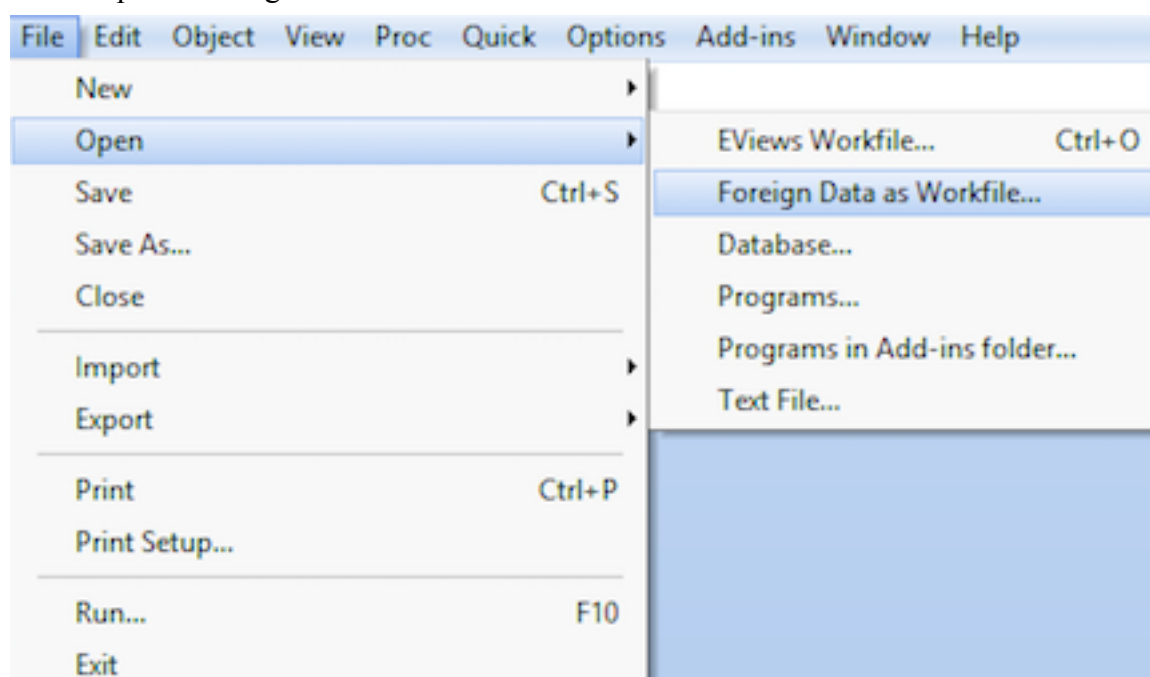 File Edit Object View Proc Quick Options Add-ins Window Help
New
Open
Save Ctrl+S
Save As...
Close
Import
Export
Print Ctrl+P
Print Setup...
Run... F10
Exit
EViews Workfile... Ctrl+O
Foreign Data as Workfile...
Database...
Programs...
Programs in Add-ins folder...
Text File...